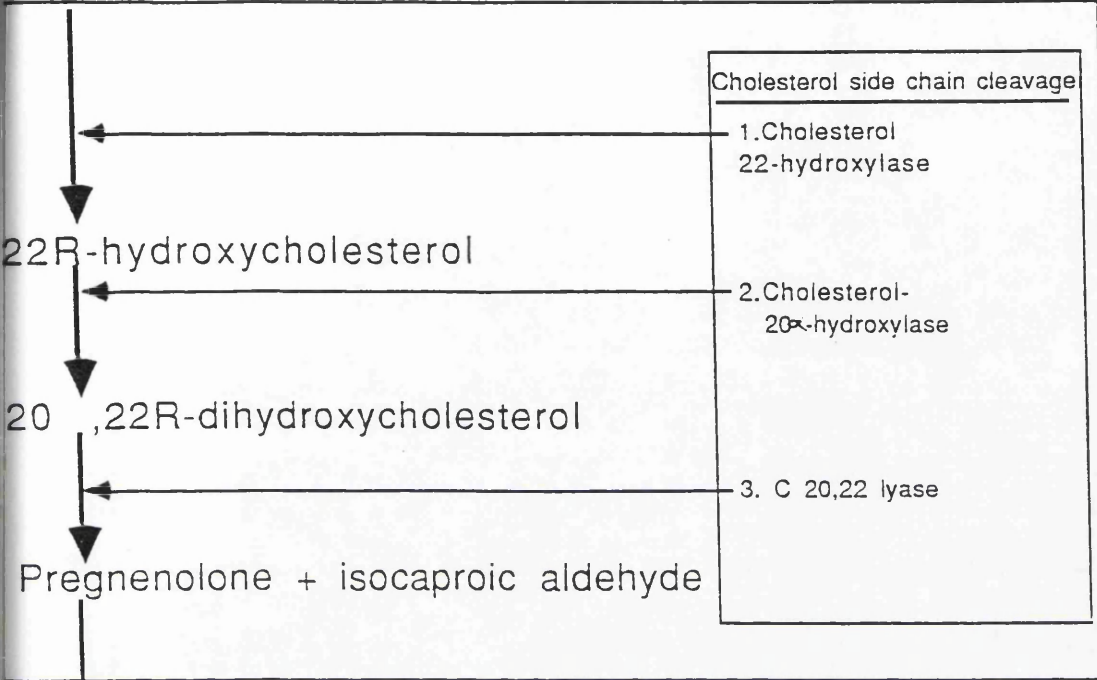 Cholesterol side chain cleavage
1.Cholesterol
22-hydroxylase
22R-hydroxycholesterol
2.Cholesterol-
20∝-hydroxylase
20 ,22R-dihydroxycholesterol
3. C 20,22 lyase
Pregnenolone + isocaproic aldehyde